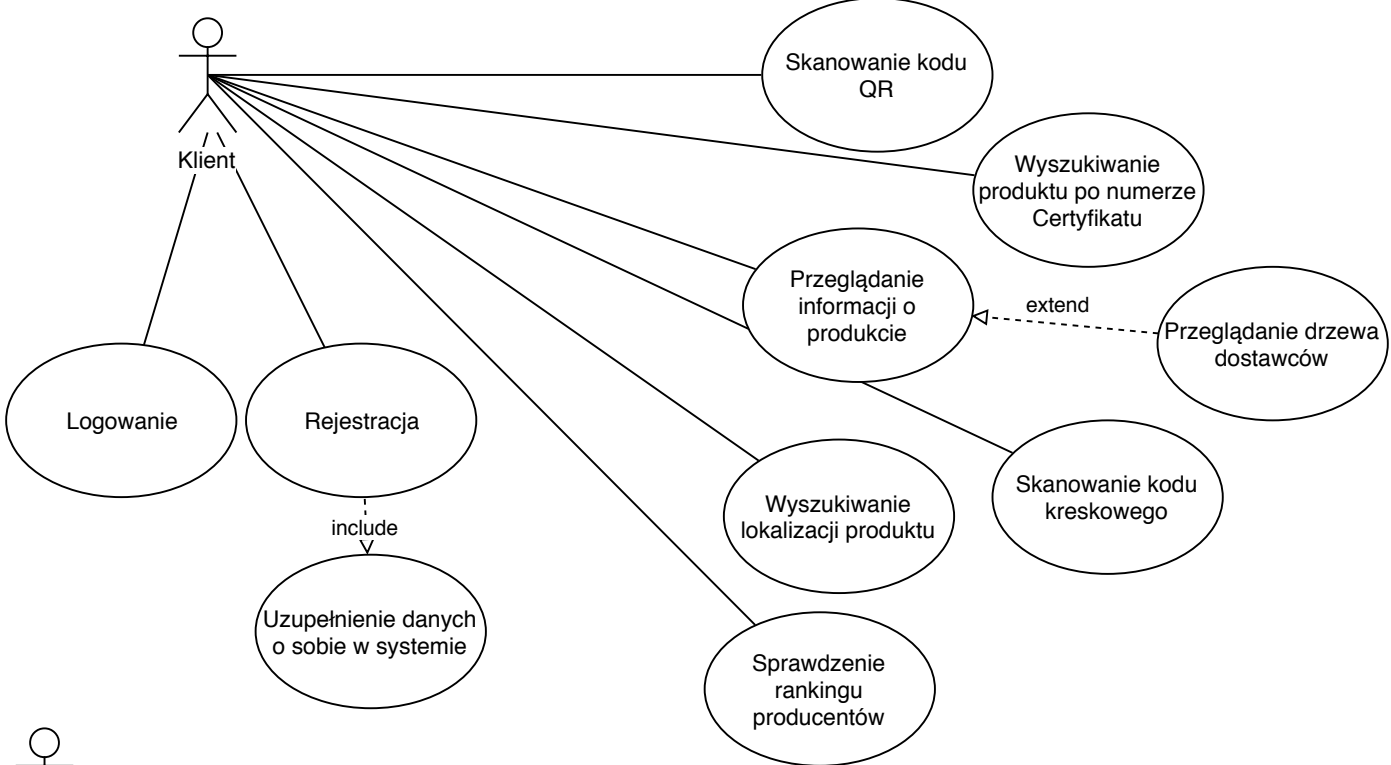 Skanowanie kodu
QR
Klient
Wyszukiwanie
produktu po numerze
Certyfikatu
Przeglądanie
informacji o
produkcie
extend
Przeglądanie drzewa
dostawców
Logowanie
Rejestracja
Skanowanie kodu
kreskowego
Wyszukiwanie
lokalizacji produktu
include
Uzupełnienie danych
o sobie w systemie
Sprawdzenie
rankingu
producentów